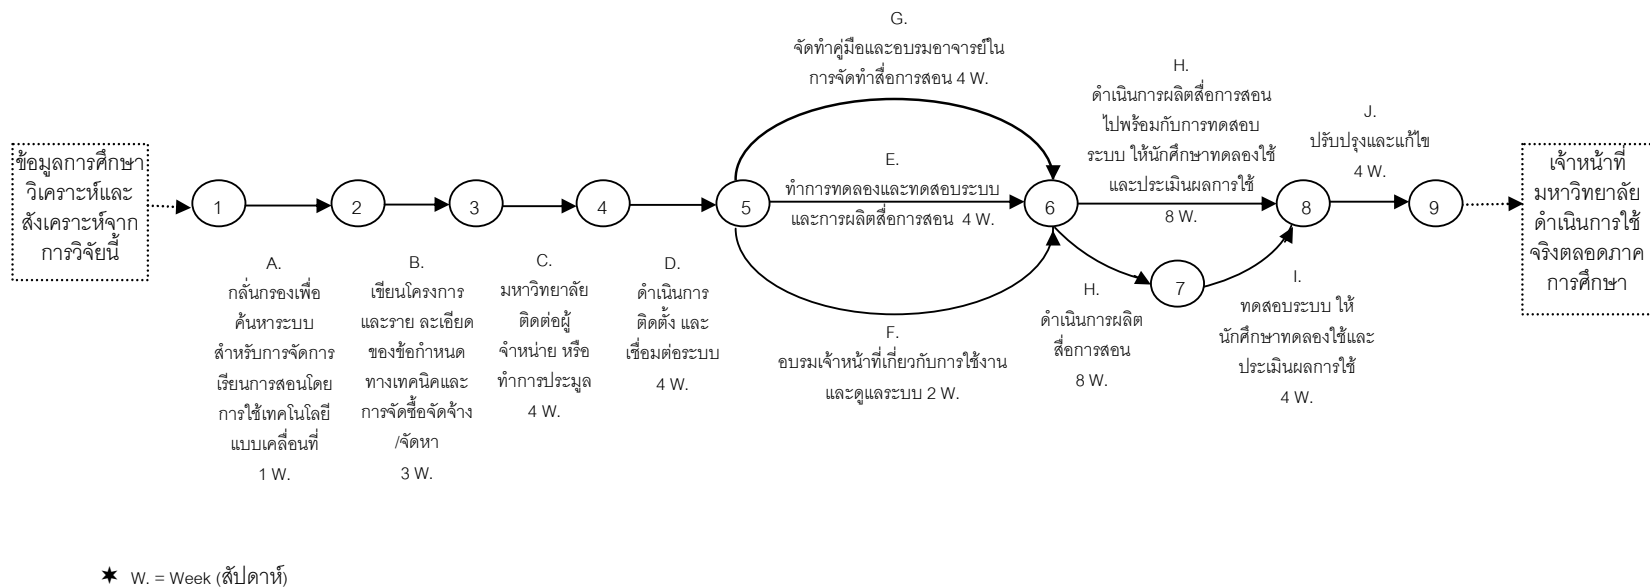 G.
จัดทำคู่มือและอบรมอาจารย์ใน
การจัดทำสื่อการสอน 4 W.
H.
ดำเนินการผลิตสื่อการสอน
ไปพร้อมกับการทดสอบ
ระบบ ให้นักศึกษาทดลองใช้
และประเมินผลการใช้
8 W.
J.
ปรับปรุงและแก้ไข
4 W.
ข้อมูลการศึกษา
วิเคราะห์และ
สังเคราะห์จาก
การวิจัยนี้
1
2
3
4
5
E.
ทำการทดลองและทดสอบระบบ
และการผลิตสื่อการสอน 4 W.
6
8
9
เจ้าหน้าที่
มหาวิทยาลัย
ดำเนินการใช้
จริงตลอดภาค
การศึกษา
7
A.
กลั่นกรองเพื่อ
ค้นหาระบบ
สำหรับการจัดการ
เรียนการสอนโดย
การใช้เทคโนโลยี
แบบเคลื่อนที่
1 W.
B.
เขียนโครงการ
และราย ละเอียด
ของข้อกำหนด
ทางเทคนิคและ
การจัดซื้อจัดจ้าง
/จัดหา
3 W.
C.
มหาวิทยาลัย
ติดต่อผู้
จำหน่าย หรือ
ทำการประมูล
4 W.
D.
ดำเนินการ
ติดตั้ง และ
เชื่อมต่อระบบ
4 W.
F.
อบรมเจ้าหน้าที่เกี่ยวกับการใช้งาน
และดูแลระบบ 2 W.
H.
ดำเนินการผลิต
สื่อการสอน
8 W.
I.
ทดสอบระบบ ให้
นักศึกษาทดลองใช้และ
ประเมินผลการใช้
4 W.
✶ W. = Week (สัปดาห์)